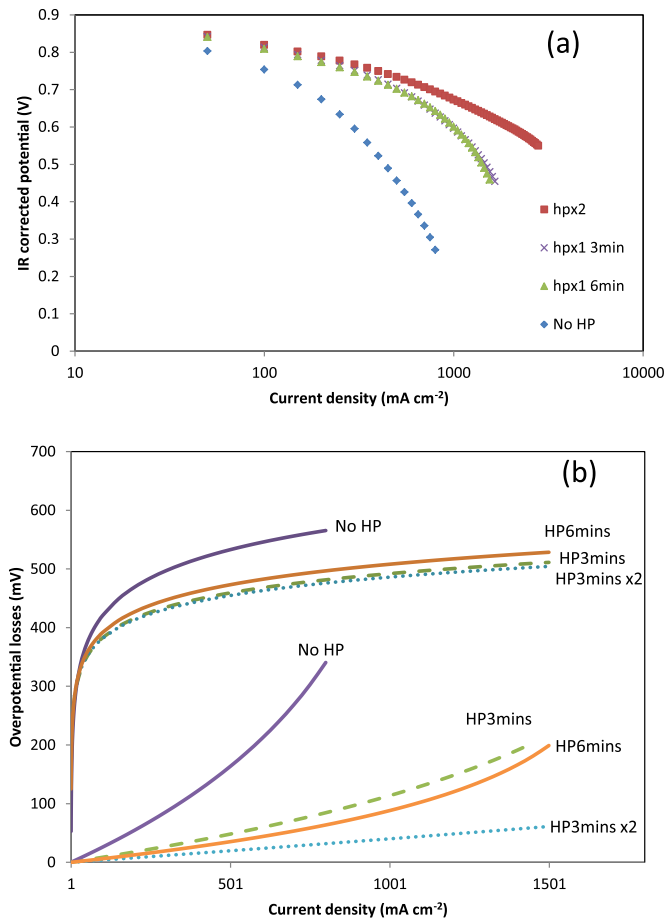 0.9
(a)
0.8
0.7
0.6
0.5
0.4
0.3
0.2
0.1
0
IR corrected potential (V)
hpx2
hpx1 3min
hpx1 6min
No HP
10
100
1000
10000
Current density (mA cm-2)
700
(b)
600
500
400
300
200
100
0
Overpotential losses (mV)
No HP
HP6mins
HP3mins
HP3mins x2
No HP
HP3mins
HP6mins
HP3mins x2
1
501
1001
1501
Current density (mA cm-2)